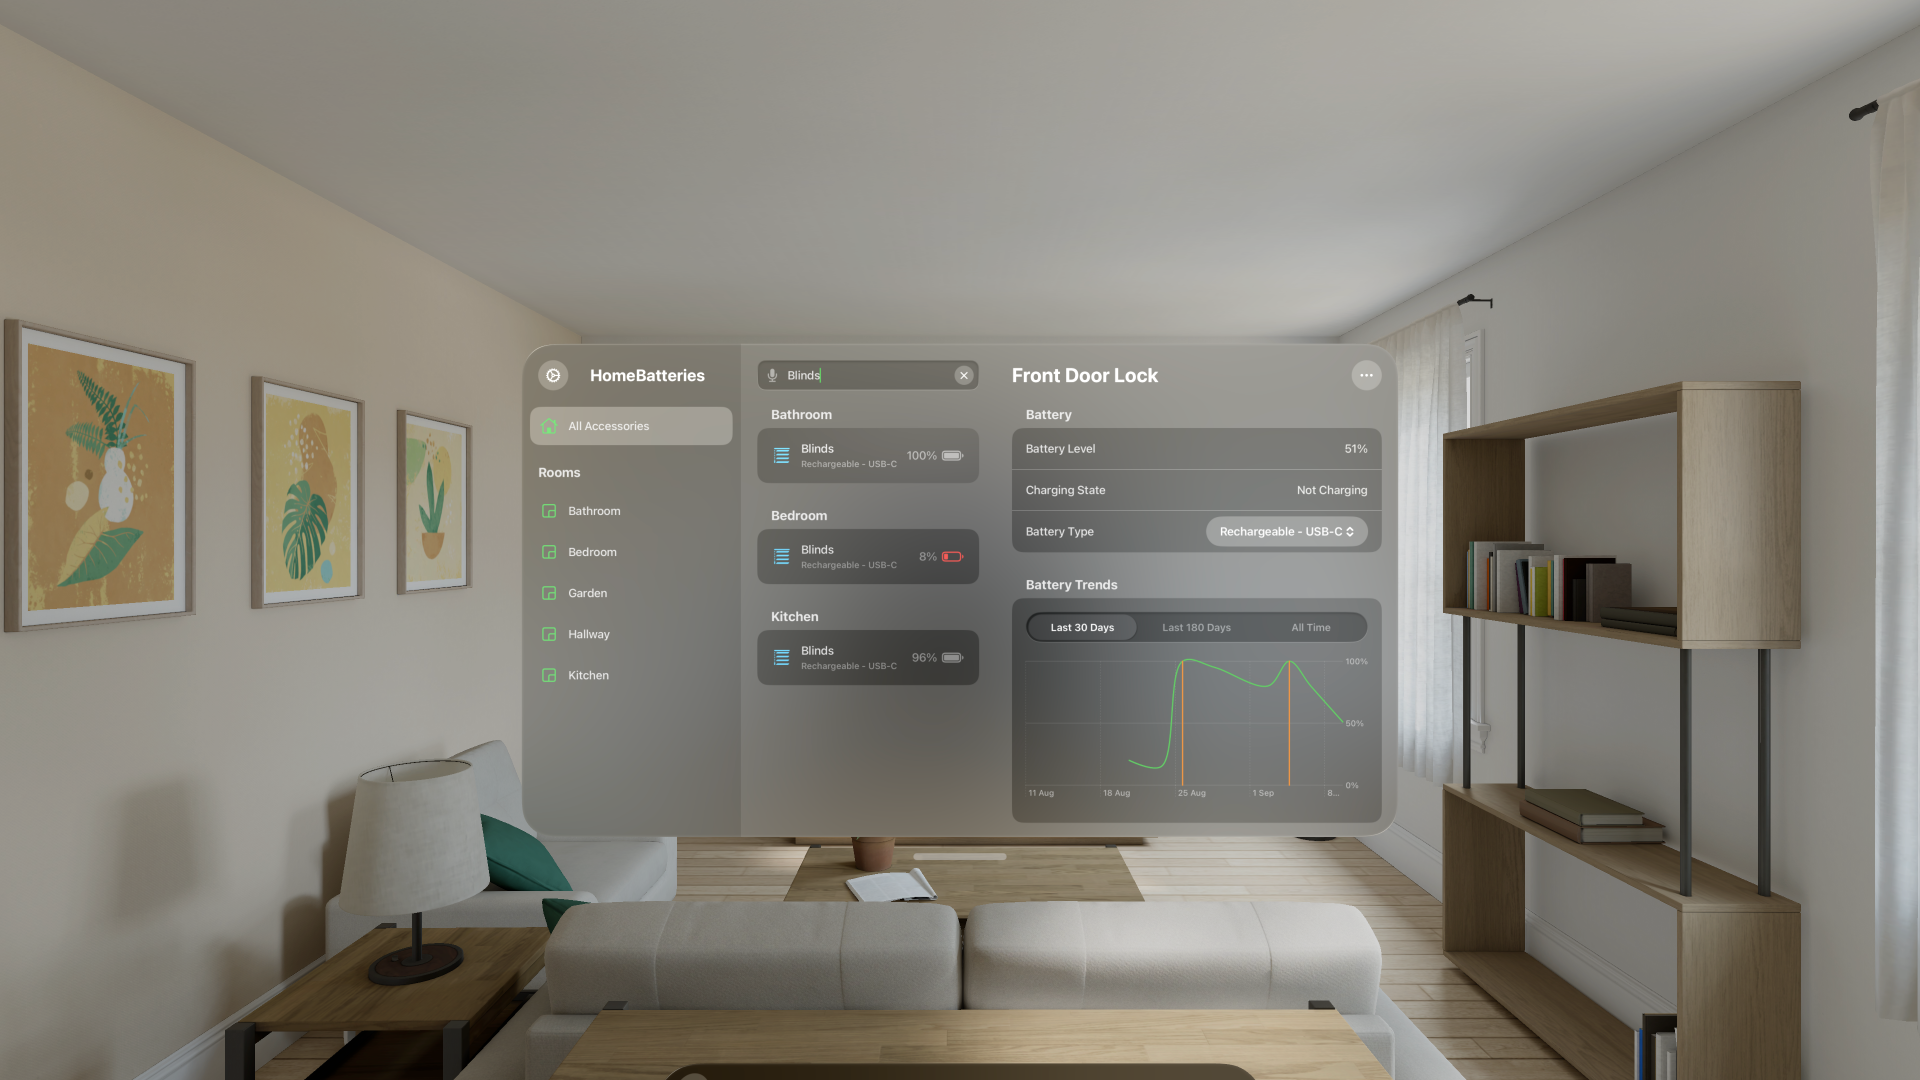 HomeBatteries
All Accessories
Rooms
Bathroom
Bedroom
Garden
Hallway
Kitchen
Blinds
Bathroom
Blinds
Rechargeable - USB-C
100%
Bedroom
Blinds
Rechargeable - USB-C
8%
Kitchen
Blinds
Rechargeable - USB-C
96%
Front Door Lock
Battery
Battery Level 51%
Charging State Not Charging
Battery Type Rechargeable - USB-C
Battery Trends
Last 30 Days Last 180 Days All Time
100%
50%
0%
11 Aug 18 Aug 25 Aug 1 Sep 8...